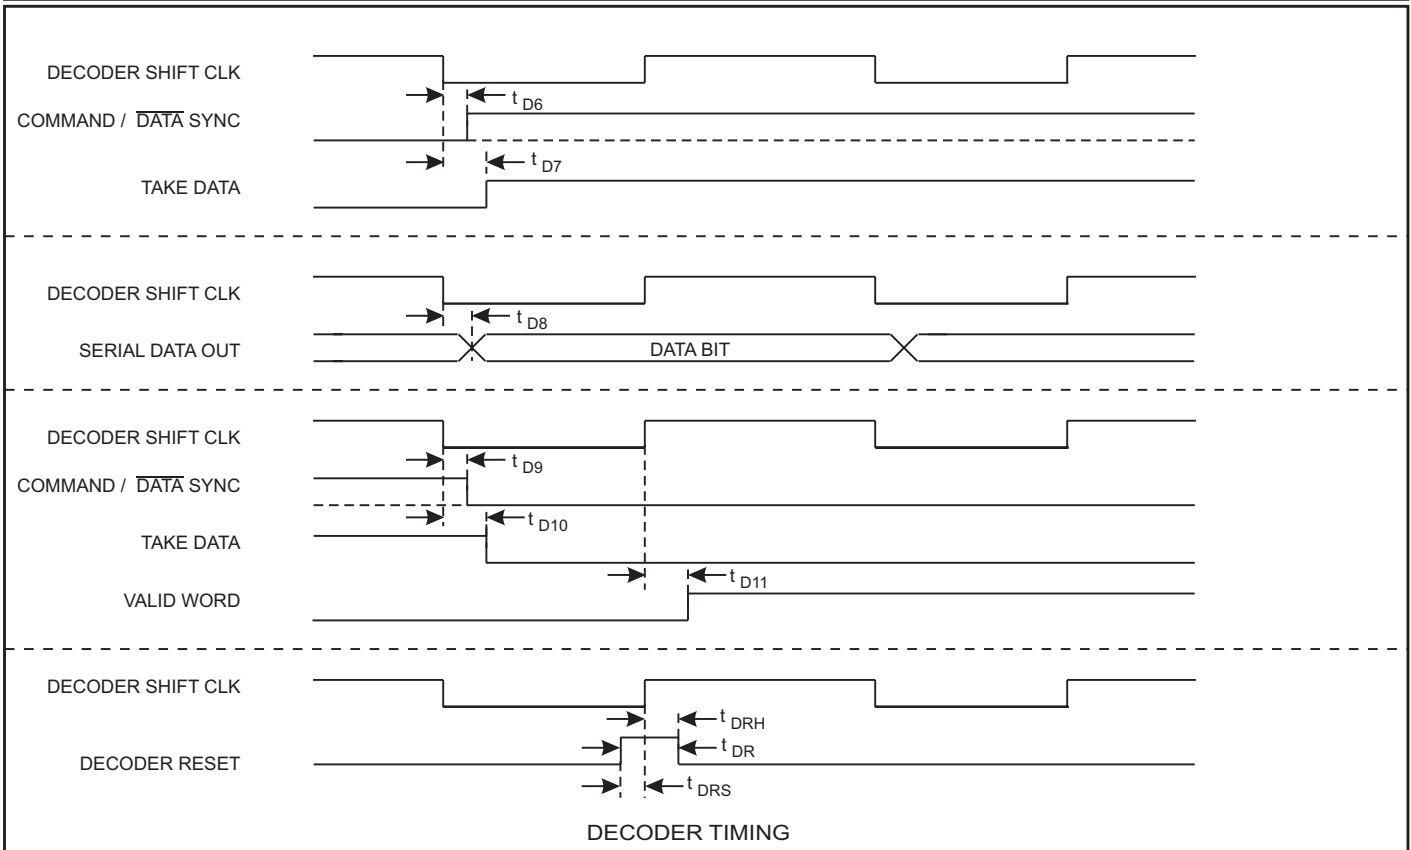 DECODER SHIFT CLK
t D6
COMMAND / DATA SYNC
t D7
TAKE DATA
DECODER SHIFT CLK
t D8
SERIAL DATA OUT DATA BIT
DECODER SHIFT CLK
t D9
COMMAND / DATA SYNC
t D10
TAKE DATA
t D11
VALID WORD
DECODER SHIFT CLK
t DRH
t DR
DECODER RESET
t DRS
DECODER TIMING